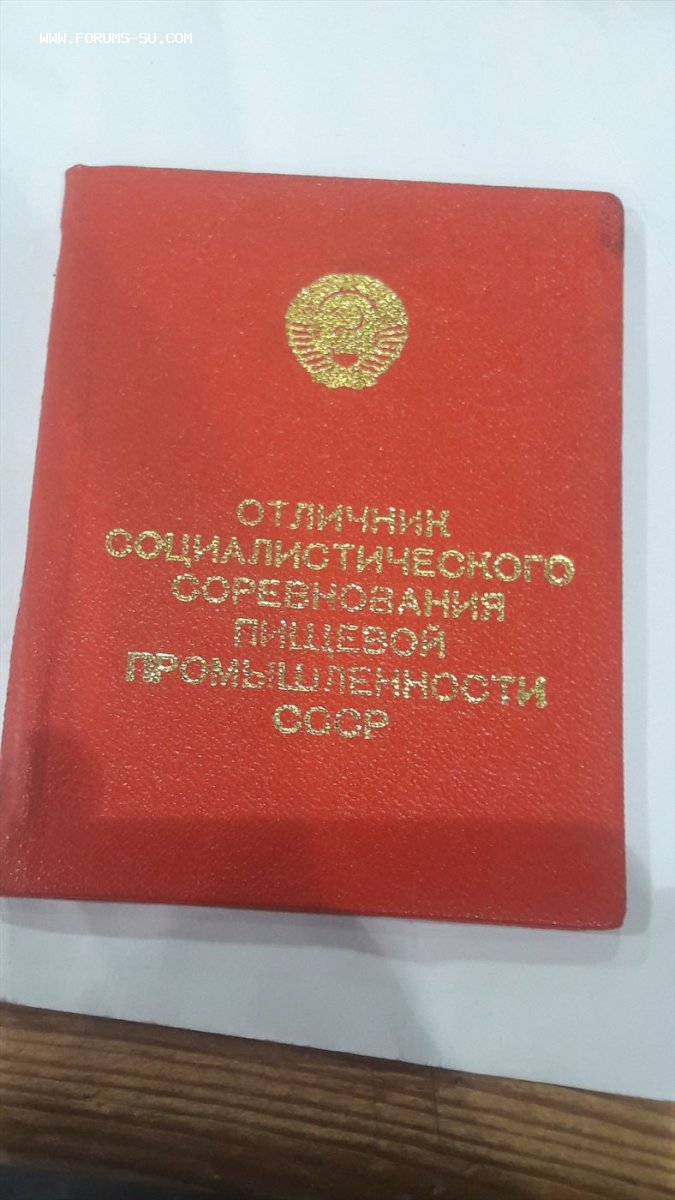 WWW.FORUMS-SU.COM
ОТЛИЧНИК
СОЦИАЛИСТИЧЕСКОГО
СОРЕВНОВАНИЯ
ПИЩЕВОЙ
ПРОМЫШЛЕННОСТИ
СССР